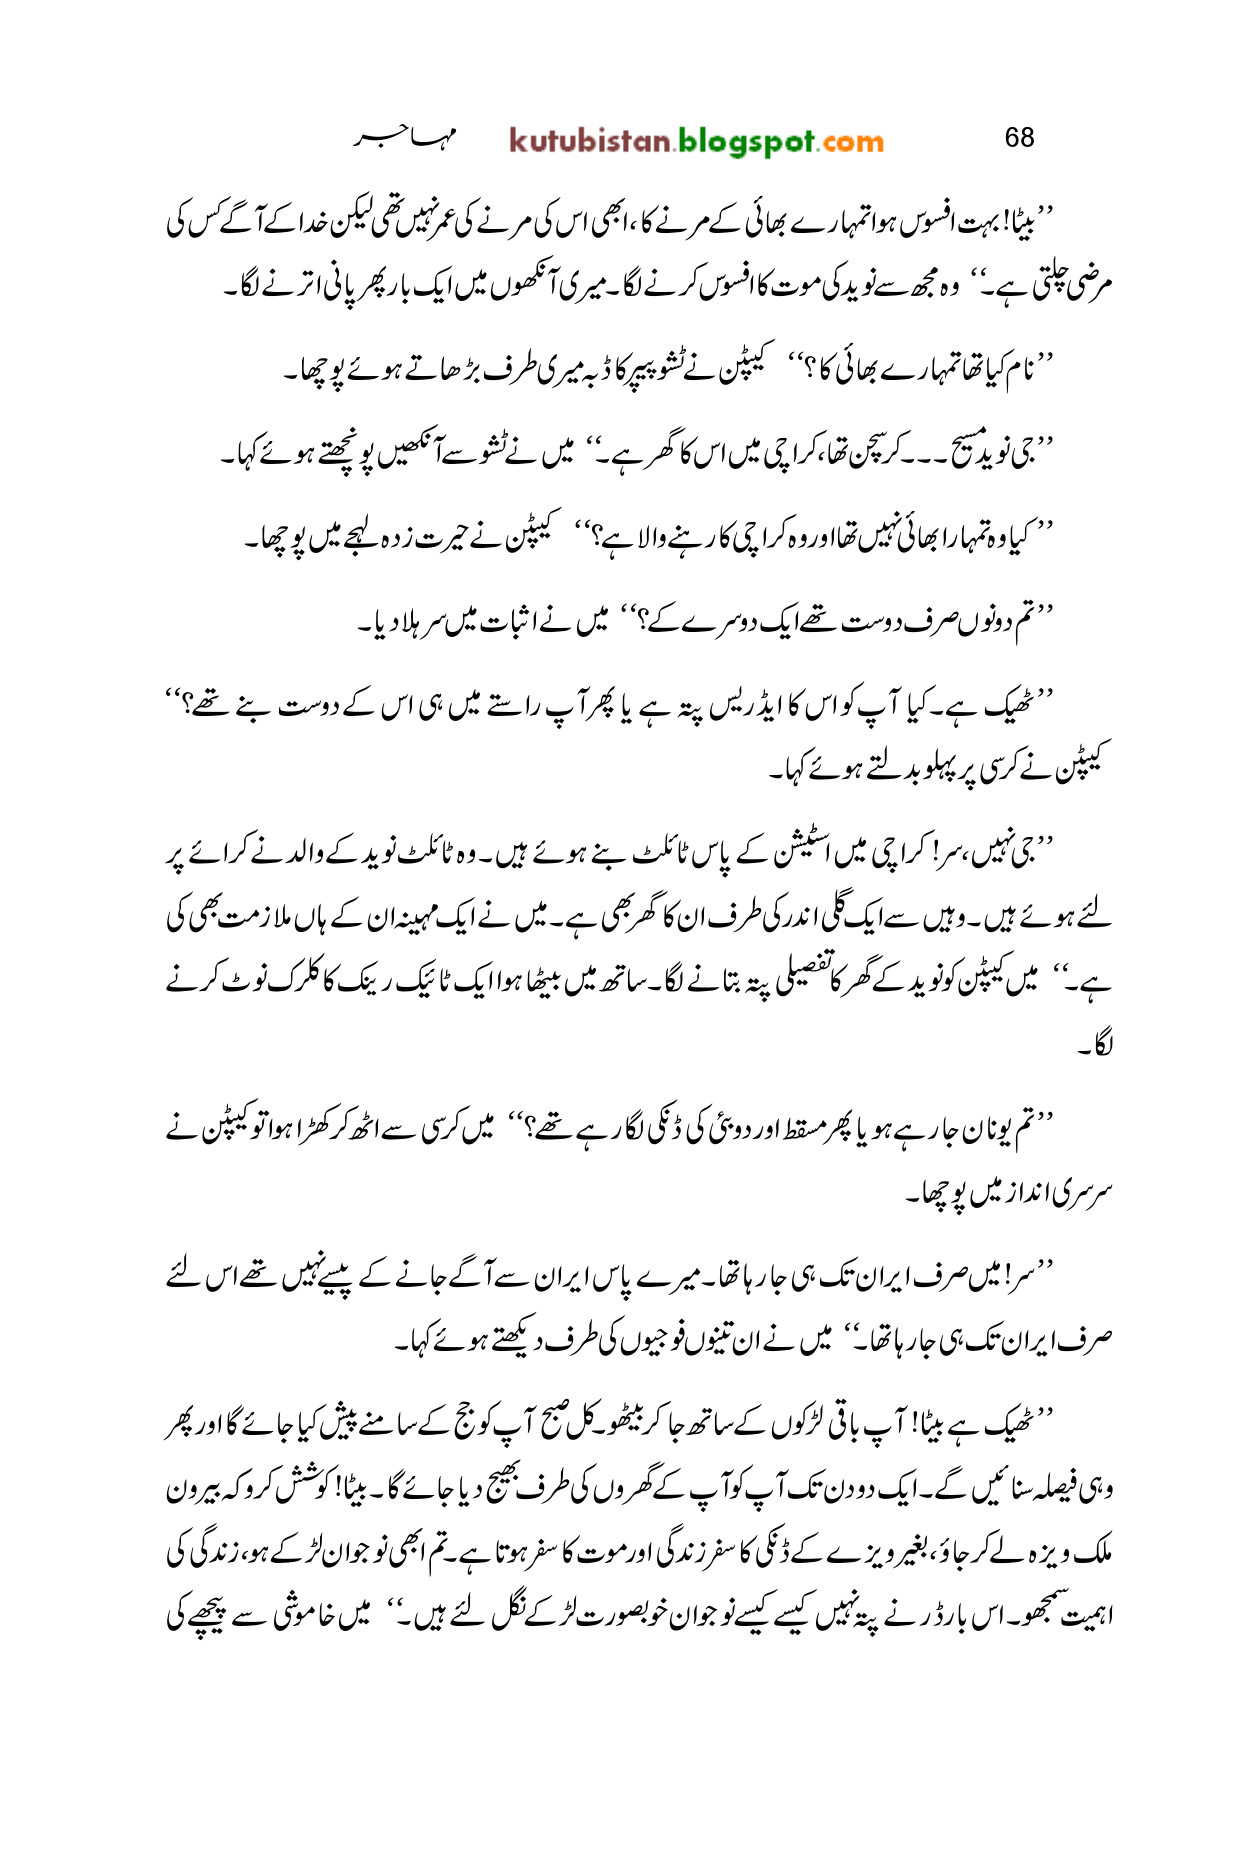 68 kutubistan.blogspot.com مہاجر
’’بیٹا! بہت افسوس ہوا تمہارے بھائی کے مرنے کا، ابھی اس کی مرنے کی عمر نہیں تھی لیکن خدا کے آگے کس کی
مرضی چلتی ہے۔‘‘ وہ مجھ سے نوید کی موت کا افسوس کرنے لگا۔ میری آنکھوں میں ایک بار پھر پانی اترنے لگا۔
’’نام کیا تھا تمہارے بھائی کا؟‘‘ کیپٹن نے ٹشو پیپر کا ڈبہ میری طرف بڑھاتے ہوئے پوچھا۔
’’جی نوید مسیح۔۔۔ کرسچن تھا، کراچی میں اس کا گھر ہے۔‘‘ میں نے ٹشو سے آنکھیں پونچھتے ہوئے کہا۔
’’کیا وہ تمہارا بھائی نہیں تھا اور وہ کراچی کا رہنے والا ہے؟‘‘ کیپٹن نے حیرت زدہ لہجے میں پوچھا۔
’’تم دونوں صرف دوست تھے ایک دوسرے کے؟‘‘ میں نے اثبات میں سر ہلا دیا۔
’’ٹھیک ہے۔ کیا آپ کو اس کا ایڈریس پتہ ہے یا پھر آپ راستے میں ہی اس کے دوست بنے تھے؟‘‘
کیپٹن نے کرسی پر پہلو بدلتے ہوئے کہا۔
’’جی نہیں، سر! کراچی میں اسٹیشن کے پاس ٹائلٹ بنے ہوئے ہیں۔ وہ ٹائلٹ نوید کے والد نے کرائے پر
لئے ہوئے ہیں۔ وہیں سے ایک گلی اندر کی طرف ان کا گھر بھی ہے۔ میں نے ایک مہینہ ان کے ہاں ملازمت بھی کی
ہے۔‘‘ میں کیپٹن کو نوید کے گھر کا تفصیلی پتہ بتانے لگا۔ ساتھ میں بیٹھا ہوا ایک ٹائیک رینک کا کلرک نوٹ کرنے
لگا۔
’’تم یونان جا رہے ہو یا پھر مسقط اور دوبئی کی ڈنکی لگا رہے تھے؟‘‘ میں کرسی سے اٹھ کر کھڑا ہوا تو کیپٹن نے
سرسری انداز میں پوچھا۔
’’سر! میں صرف ایران تک ہی جا رہا تھا۔ میرے پاس ایران سے آگے جانے کے پیسے نہیں تھے اس لئے
صرف ایران تک ہی جا رہا تھا۔‘‘ میں نے ان تینوں فوجیوں کی طرف دیکھتے ہوئے کہا۔
’’ٹھیک ہے بیٹا! آپ باقی لڑکوں کے ساتھ جا کر بیٹھو۔ کل صبح آپ کو جج کے سامنے پیش کیا جائے گا اور پھر
وہی فیصلہ سنائیں گے۔ ایک دو دن تک آپ کو آپ کے گھروں کی طرف بھیج دیا جائے گا۔ بیٹا! کوشش کرو کہ بیرون
ملک ویزہ لے کر جاؤ، بغیر ویزے کے ڈنکی کا سفر زندگی اور موت کا سفر ہوتا ہے۔ تم ابھی نوجوان لڑکے ہو، زندگی کی
اہمیت سمجھو۔ اس بارڈر نے پتہ نہیں کیسے کیسے نوجوان خوبصورت لڑکے نگل لئے ہیں۔‘‘ میں خاموشی سے پیچھے کی